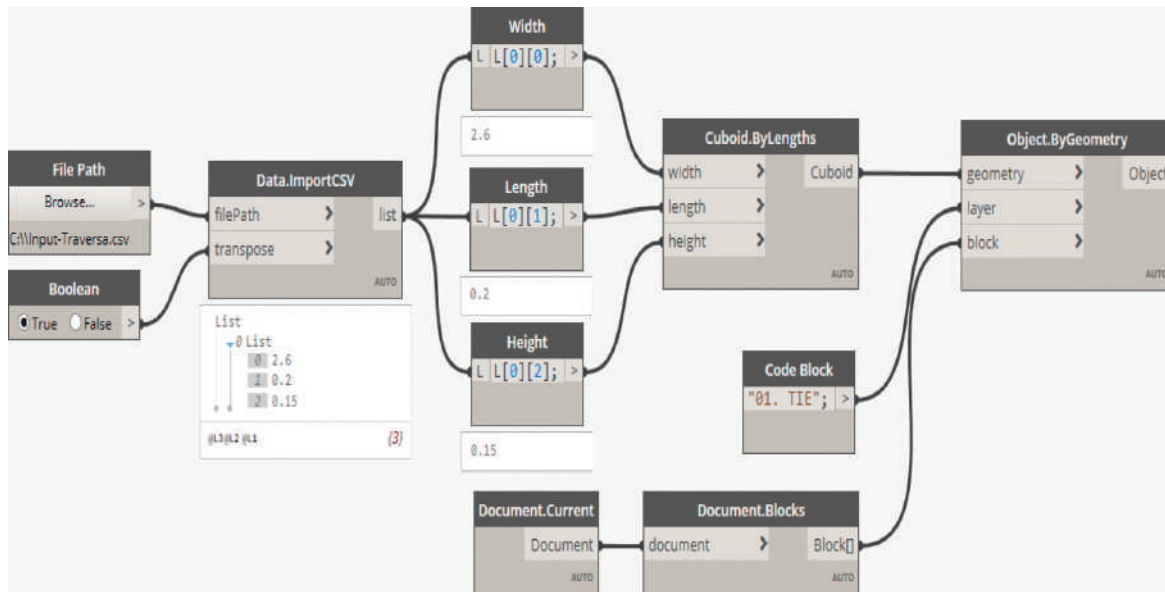 File Path
Browse...
>
C:\\Input-Traversa.csv
Boolean
True False >
Data.ImportCSV
filePath > list
transpose >
AUTO
List
0 List
0 2.6
1 0.2
2 0.15
@L3@L2 @L1 {3}
Width
L L[0][0]; >
2.6
Length
L L[0][1]; >
0.2
Height
L L[0][2]; >
0.15
Cuboid.ByLengths
width > Cuboid
length >
height >
AUTO
Code Block
"01. TIE"; >
Document.Current
Document
AUTO
Document.Blocks
document > Block[]
AUTO
Object.ByGeometry
geometry > Object
layer >
block >
AUTO